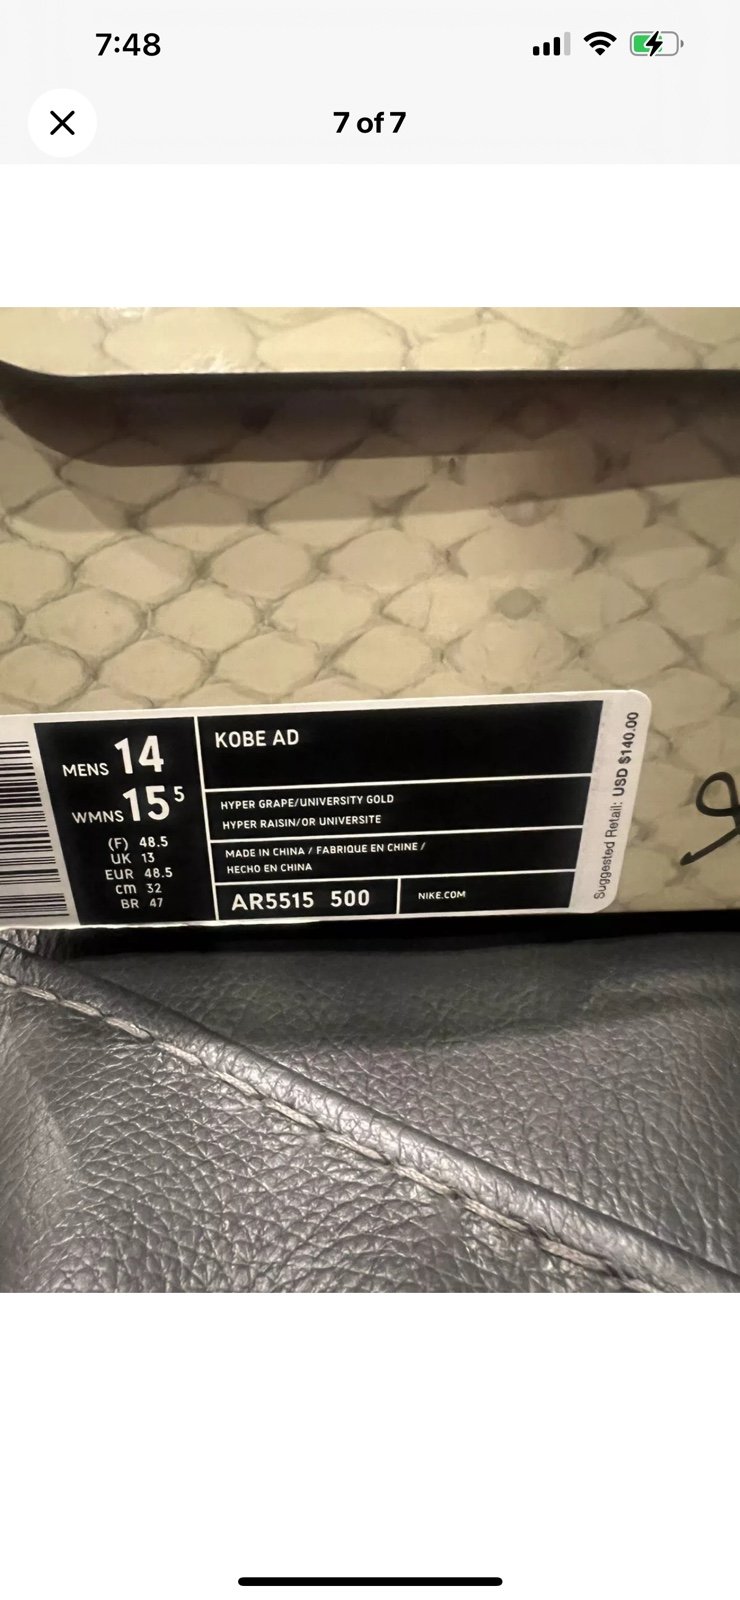 7:48
7 of 7
MENS 14
WMNS 15 5
(F) 48.5
UK 13
EUR 48.5
cm 32
BR 47
KOBE AD
HYPER GRAPE/UNIVERSITY GOLD
HYPER RAISIN/OR UNIVERSITE
MADE IN CHINA / FABRIQUE EN CHINE /
HECHO EN CHINA
AR5515 500
NIKE.COM
Suggested Retail: USD $140.00